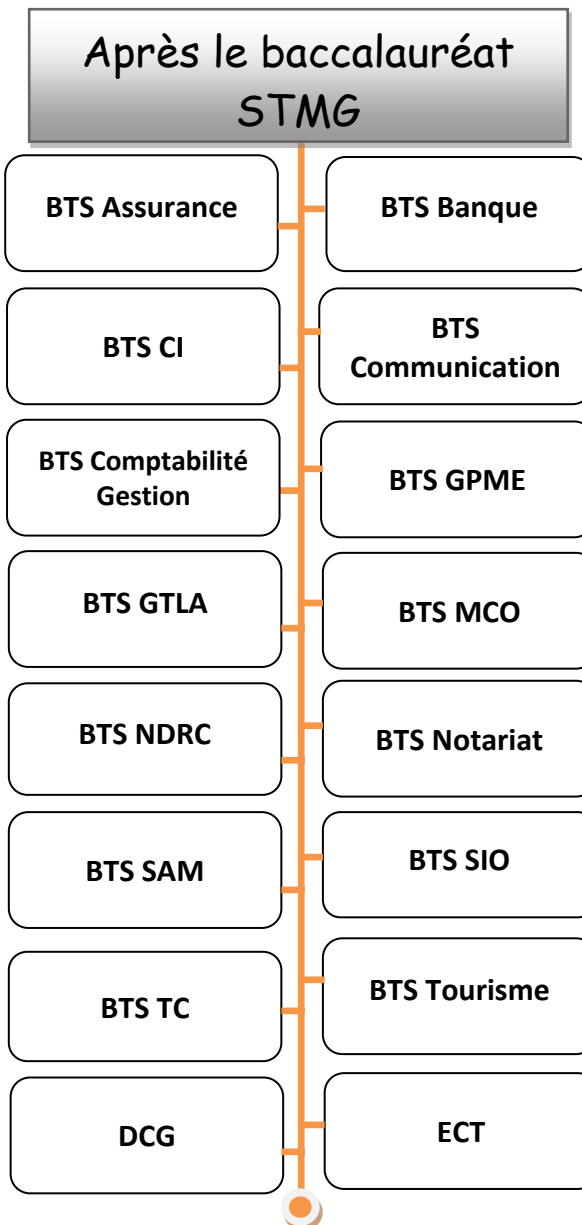 Après le baccalauréat
STMG
BTS Assurance
BTS Banque
BTS CI
BTS
Communication
BTS Comptabilité
Gestion
BTS GPME
BTS GTLA
BTS MCO
BTS NDRC
BTS Notariat
BTS SAM
BTS SIO
BTS TC
BTS Tourisme
DCG
ECT